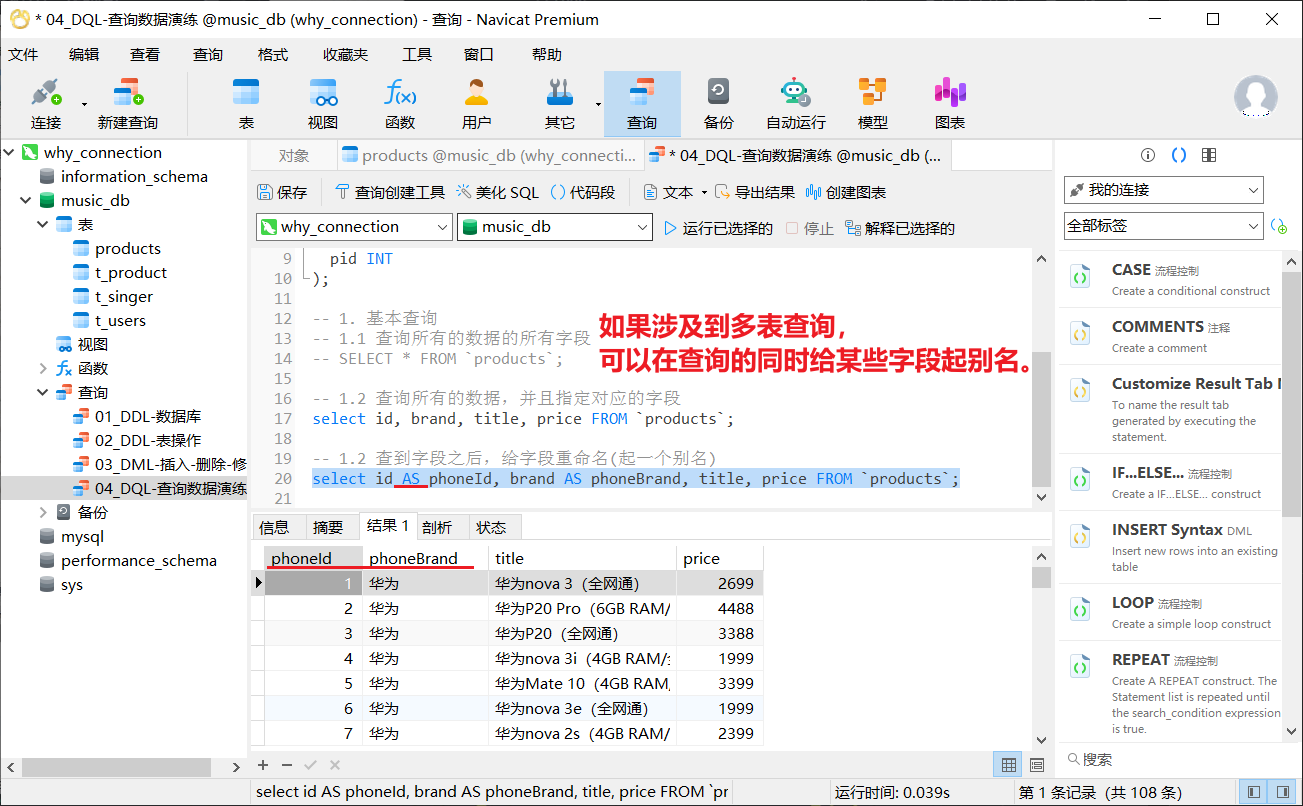 * 04_DQL-查询数据演练 @music_db (why_connection) - 查询 - Navicat Premium
文件 编辑 查看 查询 格式 收藏夹 工具 窗口 帮助
连接 新建查询 表 视图 函数 用户 其它 查询 备份 自动运行 模型 图表
why_connection
information_schema
music_db
表
products
t_product
t_singer
t_users
视图
函数
查询
01_DDL-数据库
02_DDL-表操作
03_DML-插入-删除-修
04_DQL-查询数据演练
备份
mysql
performance_schema
sys
对象 products @music_db (why_connecti... * 04_DQL-查询数据演练 @music_db (...
保存 查询创建工具 美化 SQL 代码段 文本 导出结果 创建图表
why_connection music_db 运行已选择的 停止 解释已选择的
9 pid INT
10 );
11
12 -- 1. 基本查询
13 -- 1.1 查询所有的数据的所有字段
14 -- SELECT * FROM `products`;
15
16 -- 1.2 查询所有的数据，并且指定对应的字段
17 select id, brand, title, price FROM `products`;
18
19 -- 1.2 查到字段之后，给字段重命名(起一个别名)
20 select id AS phoneId, brand AS phoneBrand, title, price FROM `products`;
21
如果涉及到多表查询，
可以在查询的同时给某些字段起别名。
信息 摘要 结果 1 剖析 状态
phoneId phoneBrand title price
1 华为 华为nova 3（全网通） 2699
2 华为 华为P20 Pro（6GB RAM/ 4488
3 华为 华为P20（全网通） 3388
4 华为 华为nova 3i（4GB RAM/ 1999
5 华为 华为Mate 10（4GB RAM, 3399
6 华为 华为nova 3e（全网通） 1999
7 华为 华为nova 2s（4GB RAM/ 2399
select id AS phoneId, brand AS phoneBrand, title, price FROM `pr
运行时间: 0.039s
第 1 条记录（共 108 条）
我的连接
全部标签
CASE 流程控制
Create a conditional construct
COMMENTS 注释
Create a comment
Customize Result Tab
To name the result tab
generated by executing the
statement.
IF...ELSE... 流程控制
Create a IF...ELSE... construct
INSERT Syntax DML
Insert new rows into an existing
table
LOOP 流程控制
Create a simple loop construct
REPEAT 流程控制
Create A REPEAT construct. The
Statement list is repeated until
the search_condition expression
is true.
搜索